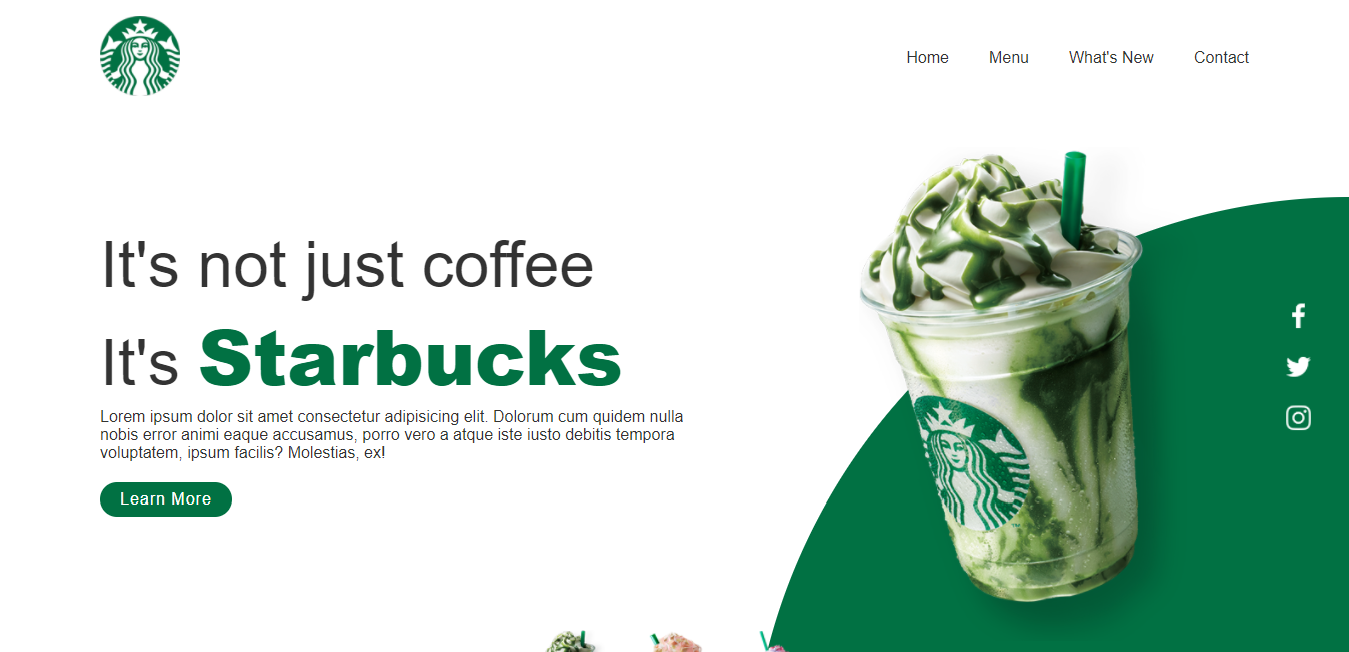 Home Menu What's New Contact
It's not just coffee
It's Starbucks
Lorem ipsum dolor sit amet consectetur adipisicing elit. Dolorum cum quidem nulla
nobis error animi eaque accusamus, porro vero a atque iste iusto debitis tempora
voluptatem, ipsum facilis? Molestias, ex!
Learn More
TM